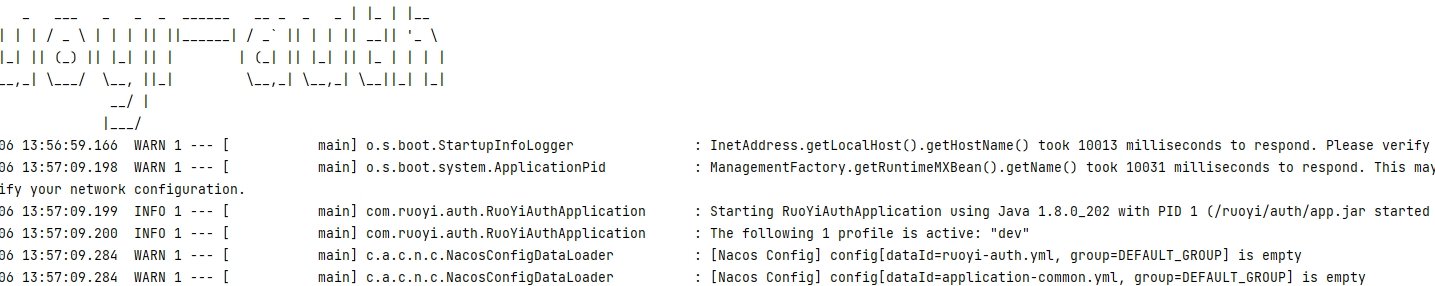 _   ___   _   _  _  ______   __ _  _   _ | |_ | |__
| | | / _ \ | | | || ||______| / _` || | | || __|| '_ \
|_| || (_) || |_| || |        | (_| || |_| || |_ | | | |
__,_| \___/  \__, ||_|         \__,_| \__,_| \__||_| |_|
              __/ |
             |___/
06 13:56:59.166  WARN 1 --- [           main] o.s.boot.StartupInfoLogger               : InetAddress.getLocalHost().getHostName() took 10013 milliseconds to respond. Please verify
06 13:57:09.198  WARN 1 --- [           main] o.s.boot.system.ApplicationPid           : ManagementFactory.getRuntimeMXBean().getName() took 10031 milliseconds to respond. This may
ify your network configuration.
06 13:57:09.199  INFO 1 --- [           main] com.ruoyi.auth.RuoYiAuthApplication      : Starting RuoYiAuthApplication using Java 1.8.0_202 with PID 1 (/ruoyi/auth/app.jar started
06 13:57:09.200  INFO 1 --- [           main] com.ruoyi.auth.RuoYiAuthApplication      : The following 1 profile is active: "dev"
06 13:57:09.284  WARN 1 --- [           main] c.a.c.n.c.NacosConfigDataLoader          : [Nacos Config] config[dataId=ruoyi-auth.yml, group=DEFAULT_GROUP] is empty
06 13:57:09.284  WARN 1 --- [           main] c.a.c.n.c.NacosConfigDataLoader          : [Nacos Config] config[dataId=application-common.yml, group=DEFAULT_GROUP] is empty